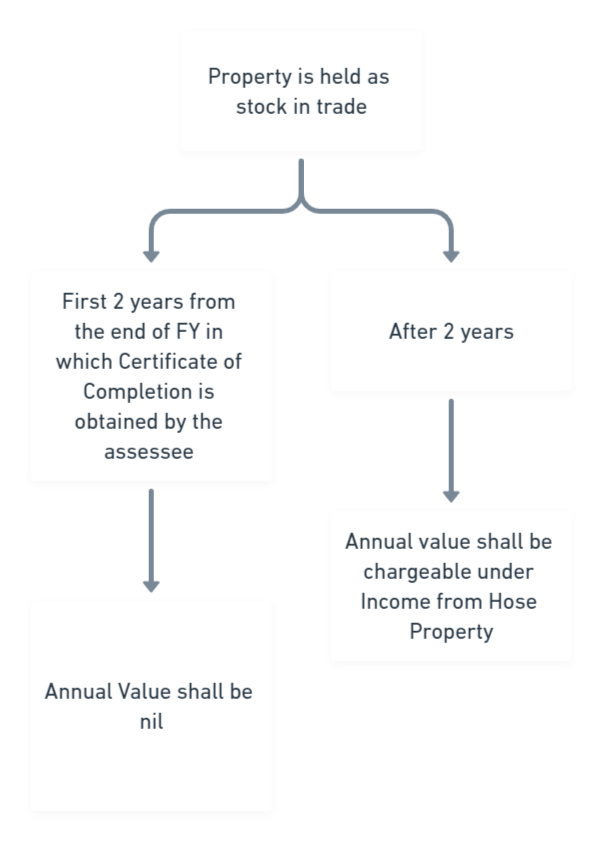 Property is held as
stock in trade
First 2 years from
the end of FY in
which Certificate of
Completion is
obtained by the
assessee
After 2 years
Annual value shall be
chargeable under
Income from Hose
Property
Annual Value shall be
nil